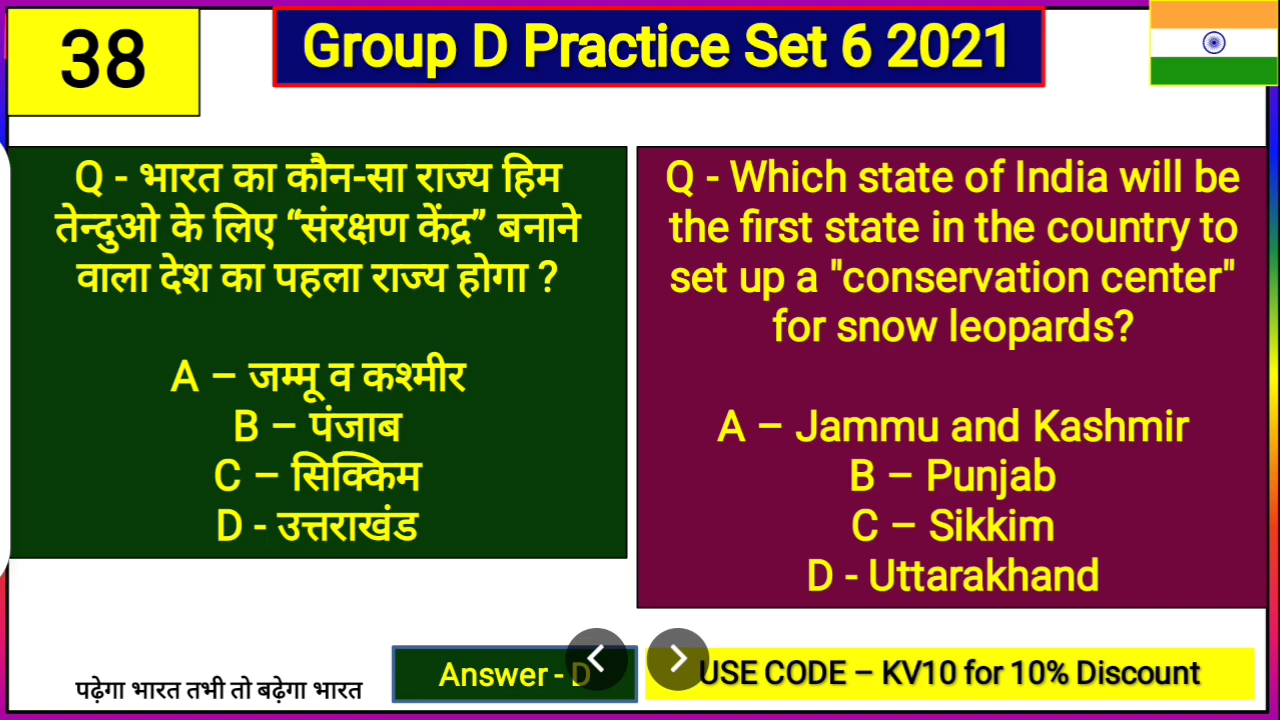 38
Group D Practice Set 6 2021
Q - भारत का कौन-सा राज्य हिम
तेन्दुओ के लिए “संरक्षण केंद्र” बनाने
वाला देश का पहला राज्य होगा ?
A – जम्मू व कश्मीर
B – पंजाब
C – सिक्किम
D - उत्तराखंड
Q - Which state of India will be
the first state in the country to
set up a "conservation center"
for snow leopards?
A – Jammu and Kashmir
B – Punjab
C – Sikkim
D - Uttarakhand
पढ़ेगा भारत तभी तो बढ़ेगा भारत
Answer - D
USE CODE – KV10 for 10% Discount